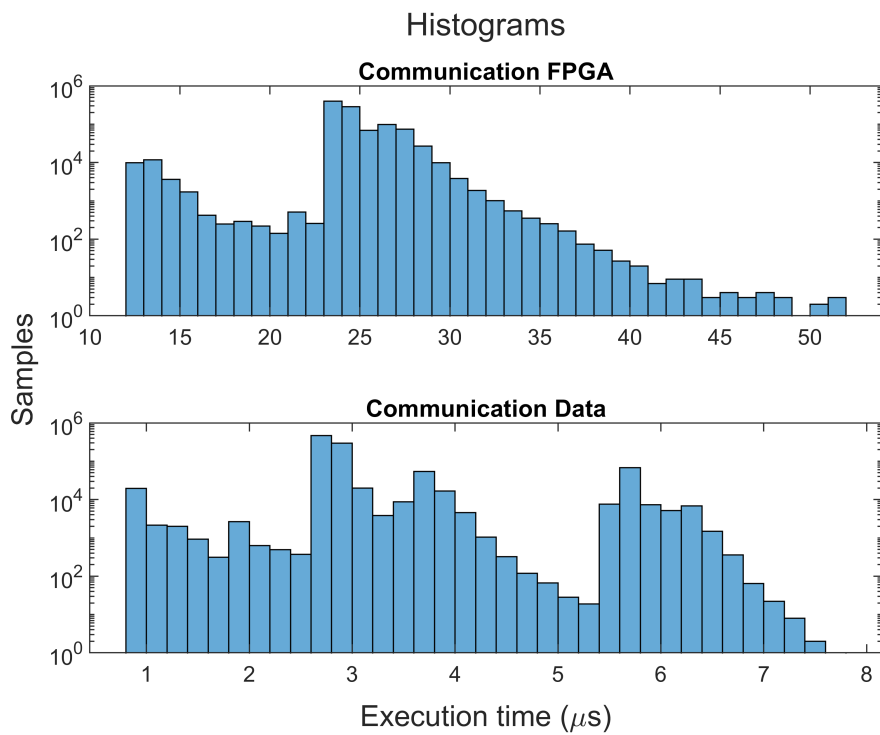 Histograms
Communication FPGA
10^6
10^4
10^2
10^0
10 15 20 25 30 35 40 45 50
Samples
Communication Data
10^6
10^4
10^2
10^0
1 2 3 4 5 6 7 8
Execution time (μs)